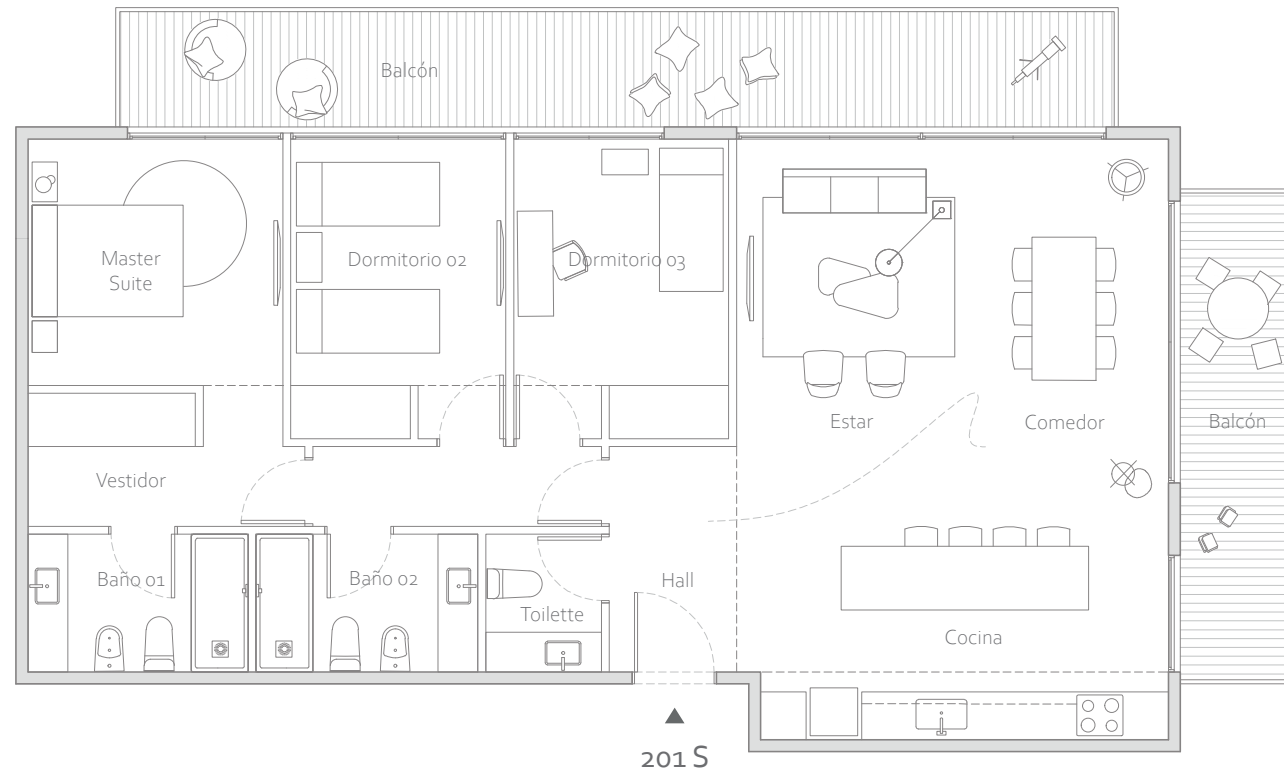 Balcón
Master
Suite
Dormitorio 02
Dormitorio 03
Estar
Comedor
Balcón
Vestidor
Baño 01
Baño 02
Toilette
Hall
Cocina
201 S